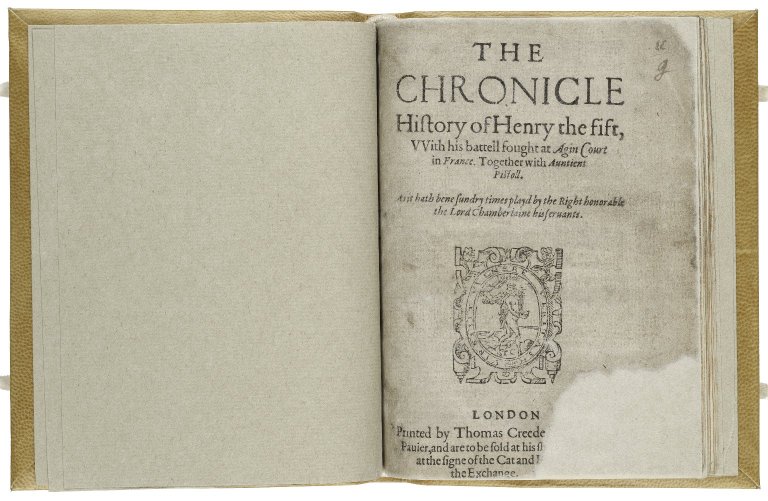 THE
CHRONICLE
Hiſtory of Henry the fift,
VVith his battell fought at Agin Court
in France. Together with Auntient
Piſtoll.
As it hath bene ſundry times playd by the Right honorable
the Lord Chamberlaine his ſeruants.
LONDON
Printed by Thomas Creede
Pauier, and are to be ſold at his
at the ſigne of the Cat and
the Exchange.